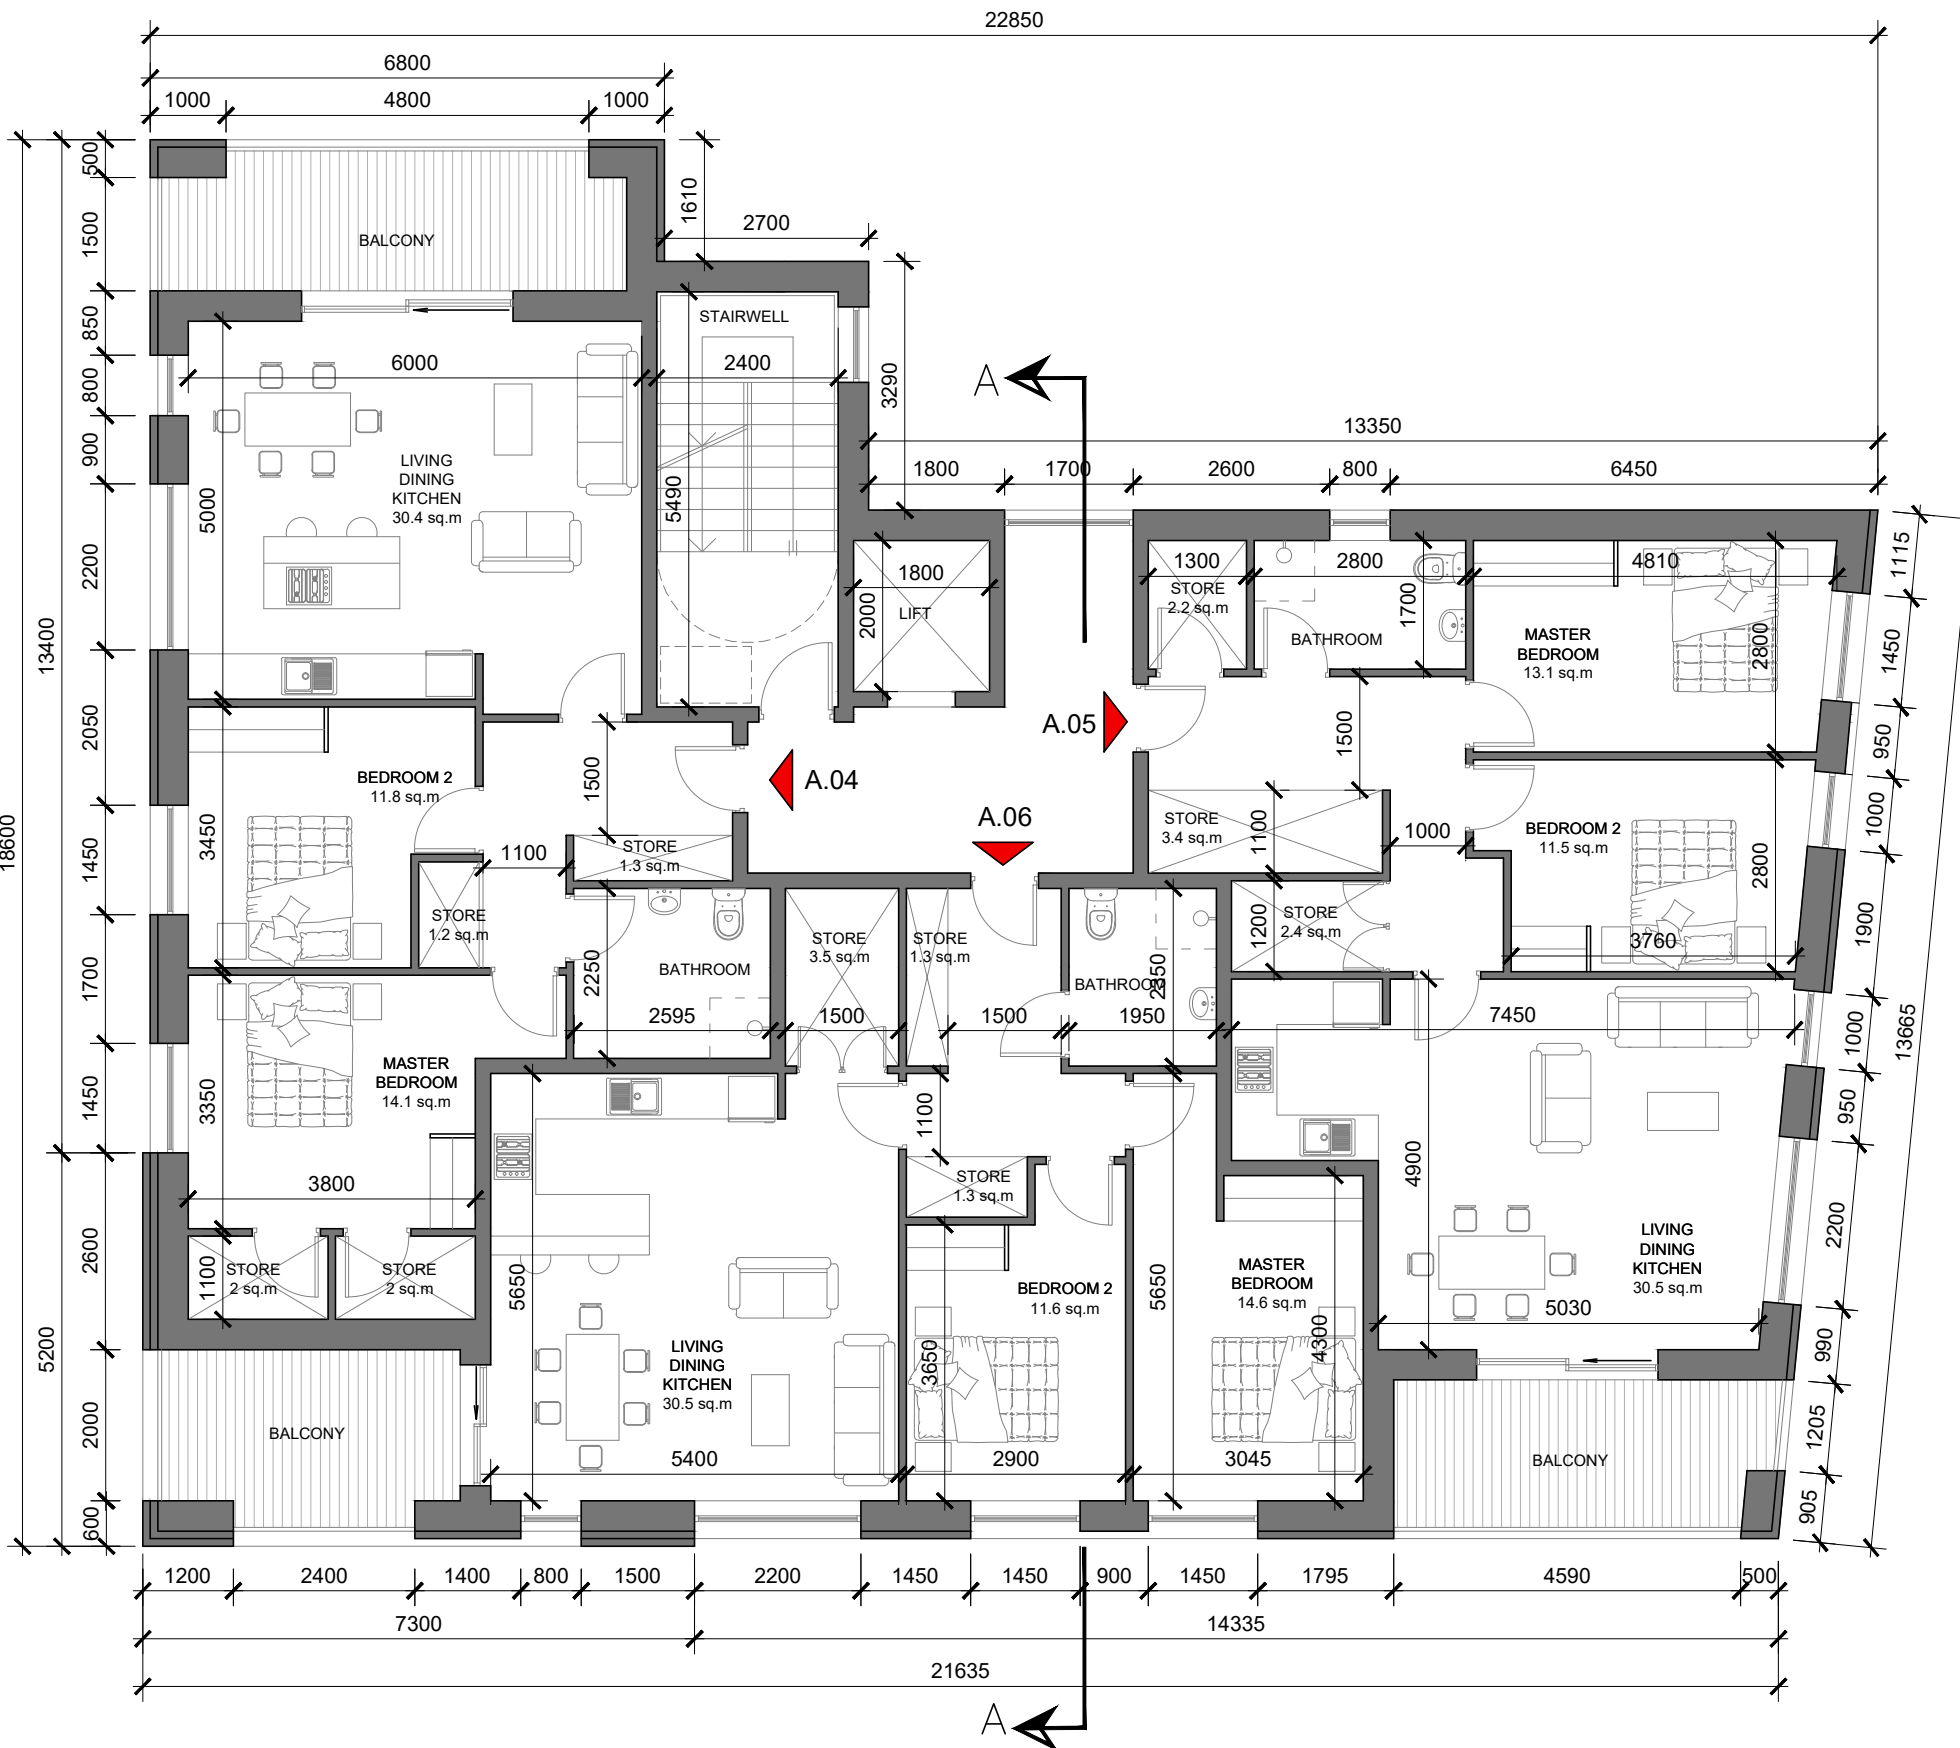 22850
6800
1000
4800
1000
500
1500
850
800
900
2200
2050
1450
1700
1450
2600
2000
600
13400
5200
18600
BALCONY
1610
2700
3290
STAIRWELL
6000
2400
5000
5490
LIVING
DINING
KITCHEN
30.4 sq.m
A
13350
1800
1700
2600
800
6450
1800
2000
LIFT
1300
STORE
2.2 sq.m
2800
1700
BATHROOM
4810
MASTER
BEDROOM
13.1 sq.m
2800
1115
1450
950
1000
1900
1000
950
2200
990
1205
905
13665
A.05
A.04
A.06
1500
1500
BEDROOM 2
11.8 sq.m
3450
1100
STORE
1.3 sq.m
STORE
1.2 sq.m
STORE
3.4 sq.m
1100
1000
BEDROOM 2
11.5 sq.m
2800
3760
STORE
2.4 sq.m
1200
BATHROOM
2250
2595
STORE
3.5 sq.m
1500
STORE
1.3 sq.m
1500
BATHROOM
2350
1950
7450
MASTER
BEDROOM
14.1 sq.m
3350
3800
1100
STORE
2 sq.m
STORE
2 sq.m
1100
STORE
1.3 sq.m
4900
LIVING
DINING
KITCHEN
30.5 sq.m
5030
5650
LIVING
DINING
KITCHEN
30.5 sq.m
5400
BEDROOM 2
11.6 sq.m
3650
2900
5650
MASTER
BEDROOM
14.6 sq.m
4300
3045
BALCONY
BALCONY
1200
2400
1400
800
1500
2200
1450
1450
900
1450
1795
4590
500
7300
14335
21635
A